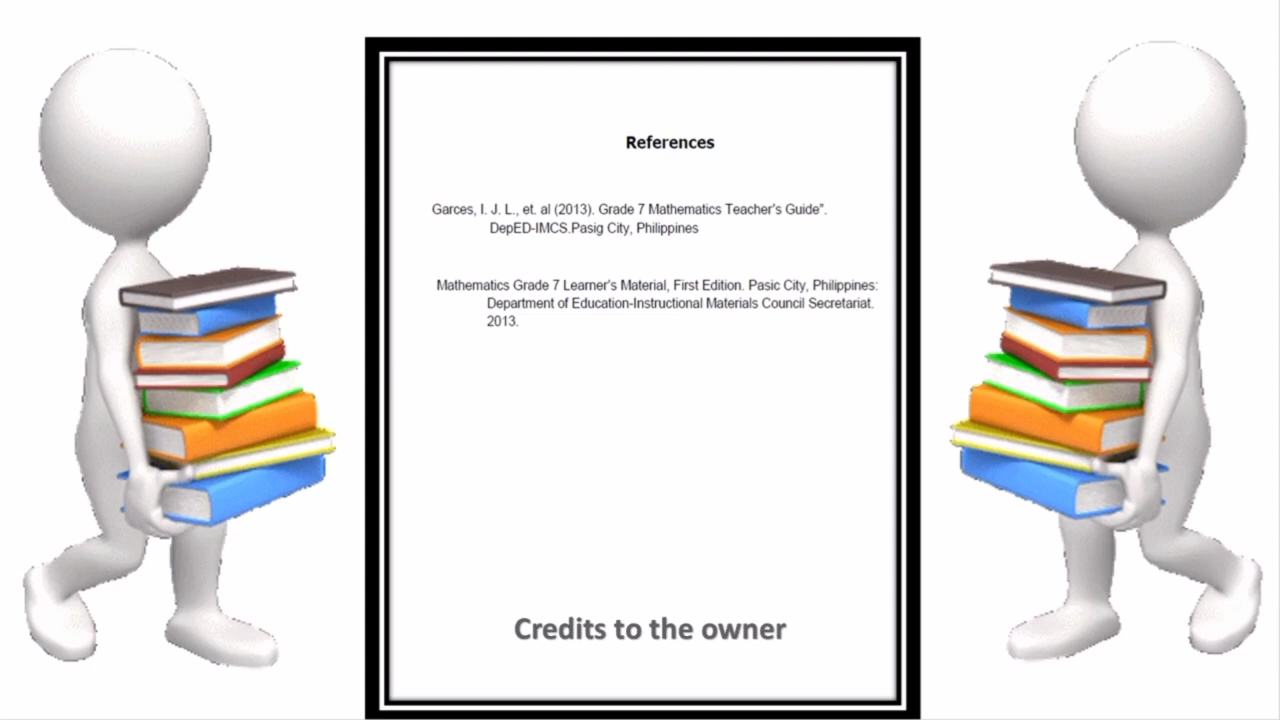 References
Garces, I. J. L., et. al (2013). Grade 7 Mathematics Teacher's Guide".
DepED-IMCS.Pasig City, Philippines
Mathematics Grade 7 Learner's Material, First Edition. Pasic City, Philippines:
Department of Education-Instructional Materials Council Secretariat.
2013.
Credits to the owner